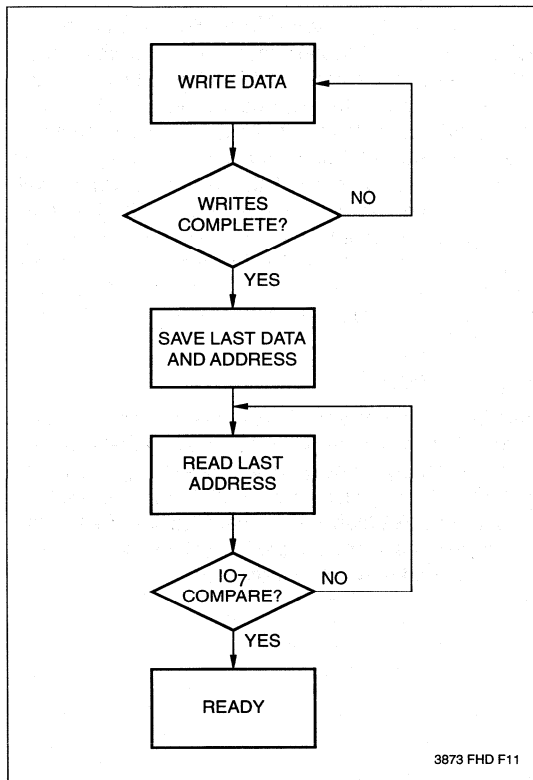 WRITE DATA
WRITES
COMPLETE?
NO
YES
SAVE LAST DATA
AND ADDRESS
READ LAST
ADDRESS
IO7
COMPARE?
NO
YES
READY
3873 FHD F11